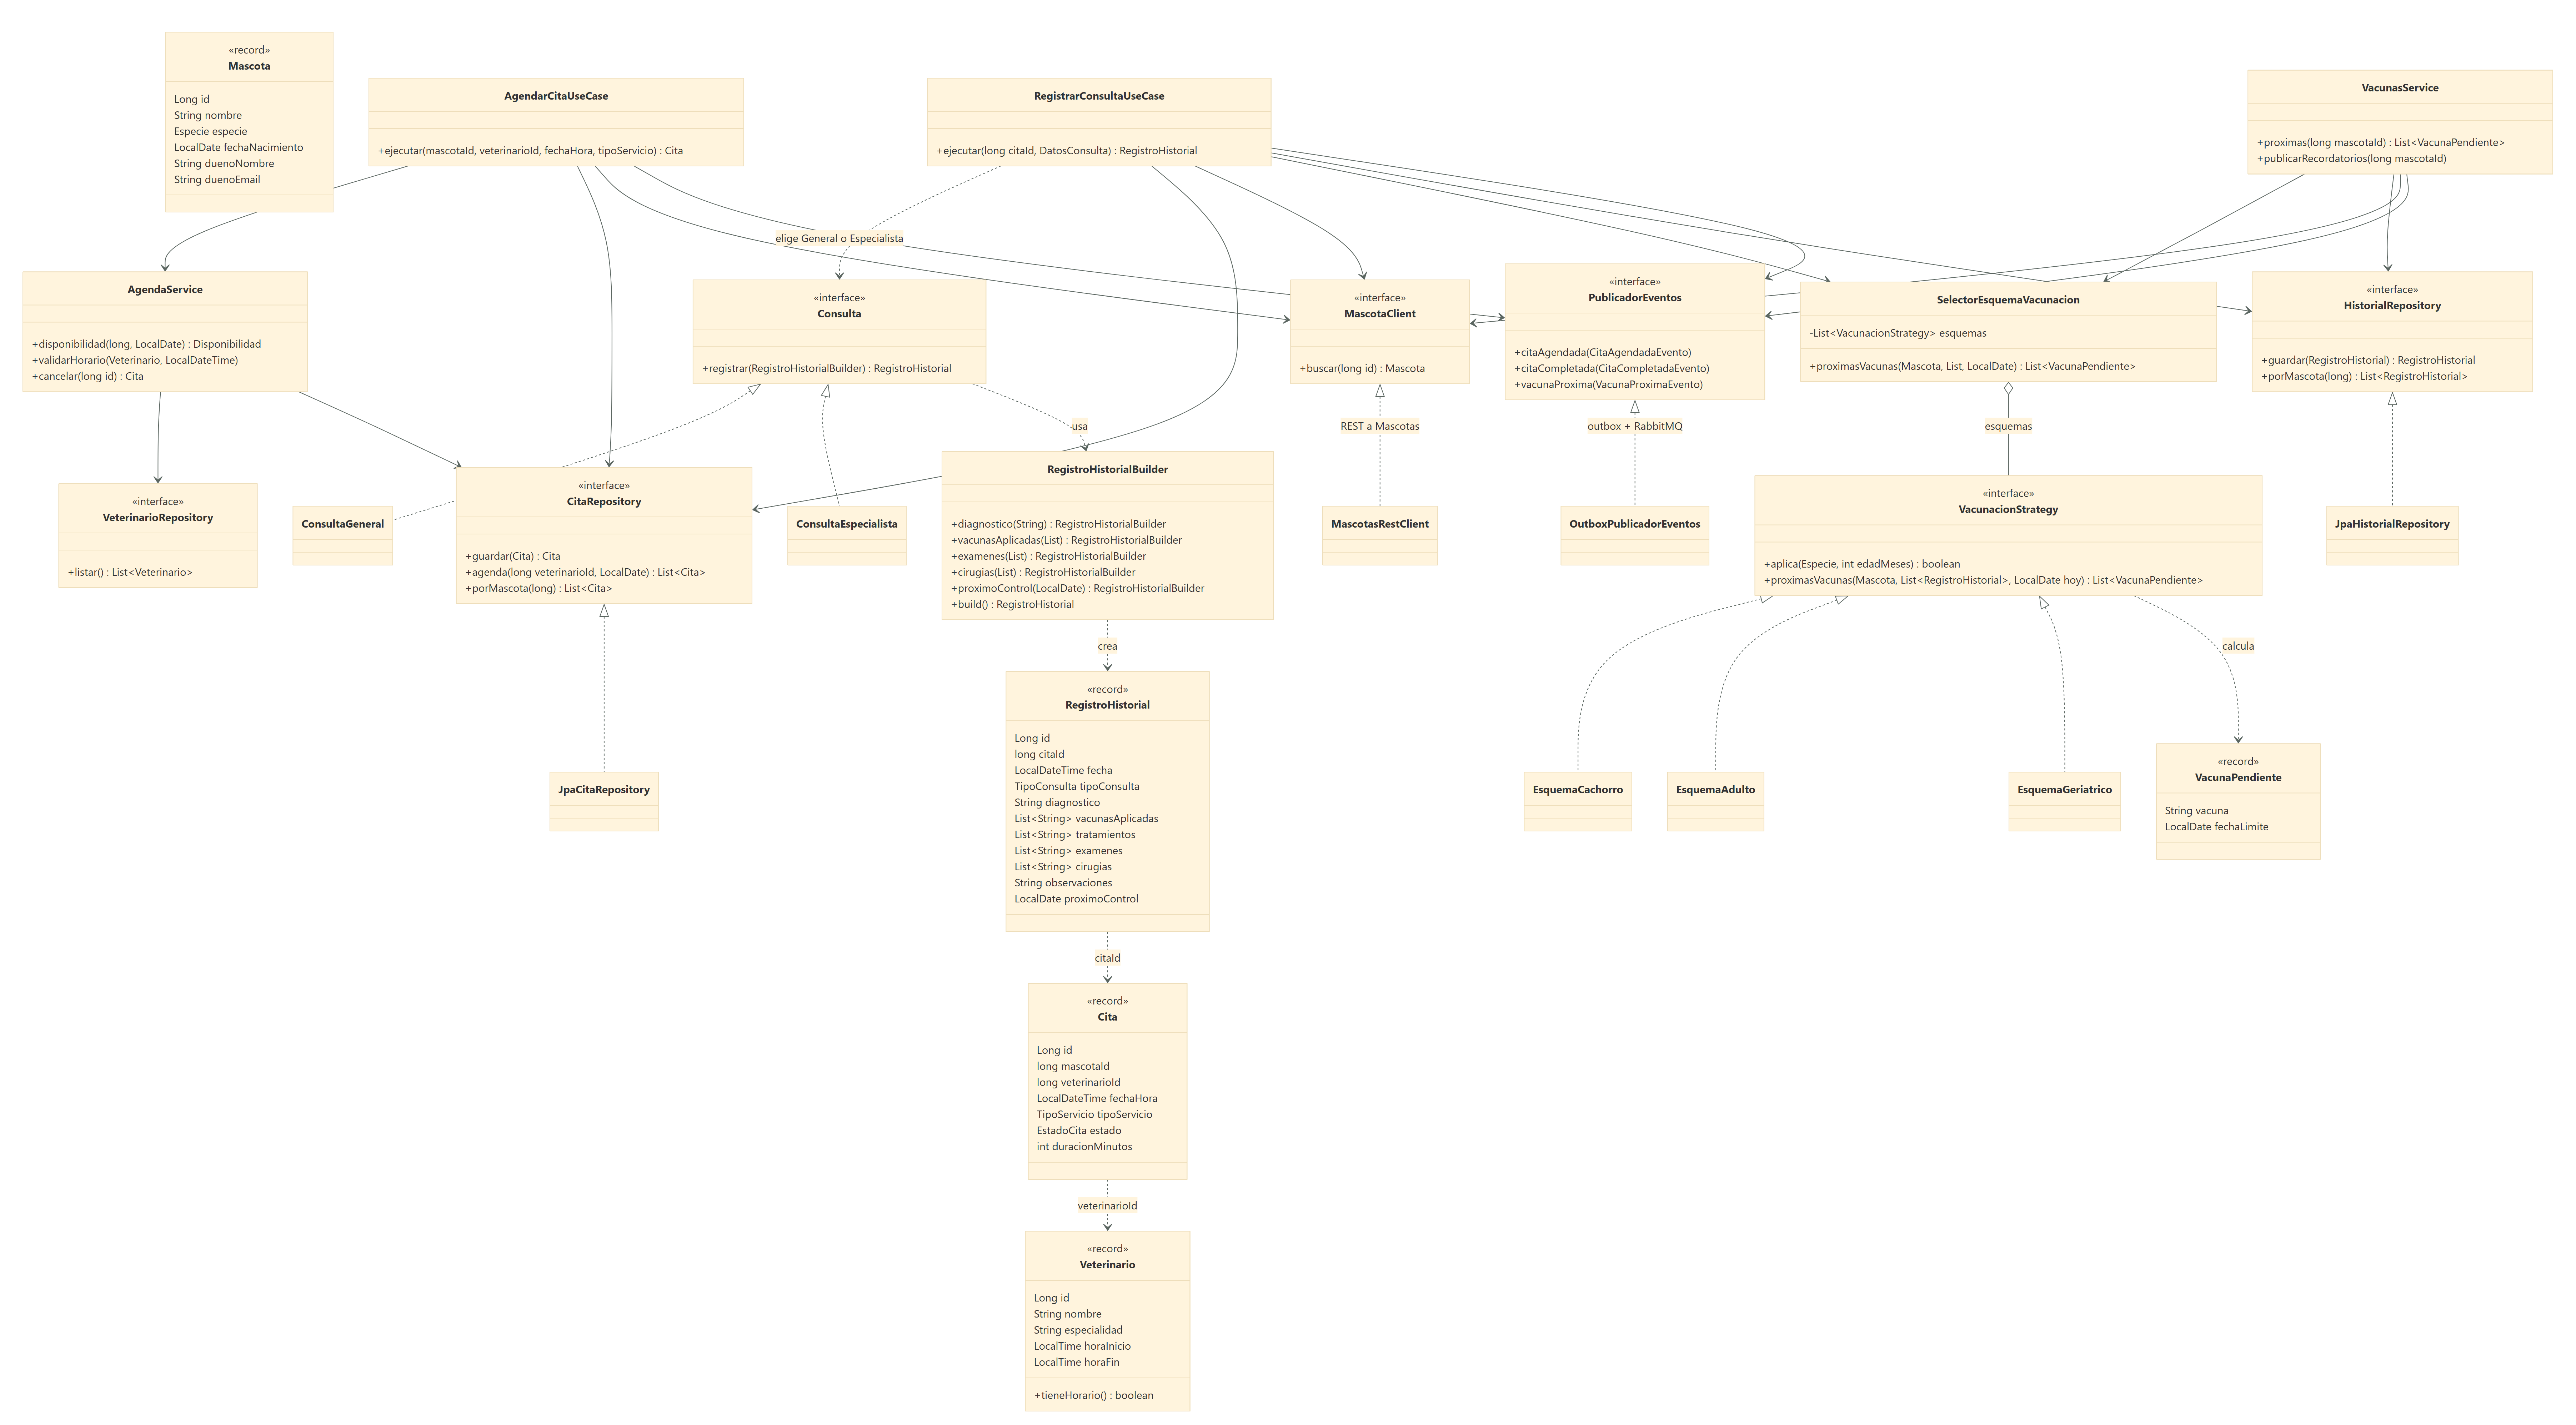 «record»
Mascota
Long id
String nombre
Especie especie
LocalDate fechaNacimiento
String duenoNombre
String duenoEmail
AgendarCitaUseCase
+ejecutar(mascotaId, veterinarioId, fechaHora, tipoServicio) : Cita
RegistrarConsultaUseCase
+ejecutar(long citaId, DatosConsulta) : RegistroHistorial
VacunasService
+proximas(long mascotaId) : List<VacunaPendiente>
+publicarRecordatorios(long mascotaId)
elige General o Especialista
AgendaService
+disponibilidad(long, LocalDate) : Disponibilidad
+validarHorario(Veterinario, LocalDateTime)
+cancelar(long id) : Cita
«interface»
Consulta
+registrar(RegistroHistorialBuilder) : RegistroHistorial
«interface»
MascotaClient
+buscar(long id) : Mascota
«interface»
PublicadorEventos
+citaAgendada(CitaAgendadaEvento)
+citaCompletada(CitaCompletadaEvento)
+vacunaProxima(VacunaProximaEvento)
SelectorEsquemaVacunacion
-List<VacunacionStrategy> esquemas
+proximasVacunas(Mascota, List, LocalDate) : List<VacunaPendiente>
«interface»
HistorialRepository
+guardar(RegistroHistorial) : RegistroHistorial
+porMascota(long) : List<RegistroHistorial>
usa
REST a Mascotas
outbox + RabbitMQ
esquemas
«interface»
VeterinarioRepository
+listar() : List<Veterinario>
ConsultaGeneral
«interface»
CitaRepository
+guardar(Cita) : Cita
+agenda(long veterinarioId, LocalDate) : List<Cita>
+porMascota(long) : List<Cita>
ConsultaEspecialista
RegistroHistorialBuilder
+diagnostico(String) : RegistroHistorialBuilder
+vacunasAplicadas(List) : RegistroHistorialBuilder
+examenes(List) : RegistroHistorialBuilder
+cirugias(List) : RegistroHistorialBuilder
+proximoControl(LocalDate) : RegistroHistorialBuilder
+build() : RegistroHistorial
MascotasRestClient
OutboxPublicadorEventos
«interface»
VacunacionStrategy
+aplica(Especie, int edadMeses) : boolean
+proximasVacunas(Mascota, List<RegistroHistorial>, LocalDate hoy) : List<VacunaPendiente>
JpaHistorialRepository
crea
calcula
JpaCitaRepository
«record»
RegistroHistorial
Long id
long citaId
LocalDateTime fecha
TipoConsulta tipoConsulta
String diagnostico
List<String> vacunasAplicadas
List<String> tratamientos
List<String> examenes
List<String> cirugias
String observaciones
LocalDate proximoControl
EsquemaCachorro
EsquemaAdulto
EsquemaGeriatrico
«record»
VacunaPendiente
String vacuna
LocalDate fechaLimite
citaId
«record»
Cita
Long id
long mascotaId
long veterinarioId
LocalDateTime fechaHora
TipoServicio tipoServicio
EstadoCita estado
int duracionMinutos
veterinarioId
«record»
Veterinario
Long id
String nombre
String especialidad
LocalTime horaInicio
LocalTime horaFin
+tieneHorario() : boolean